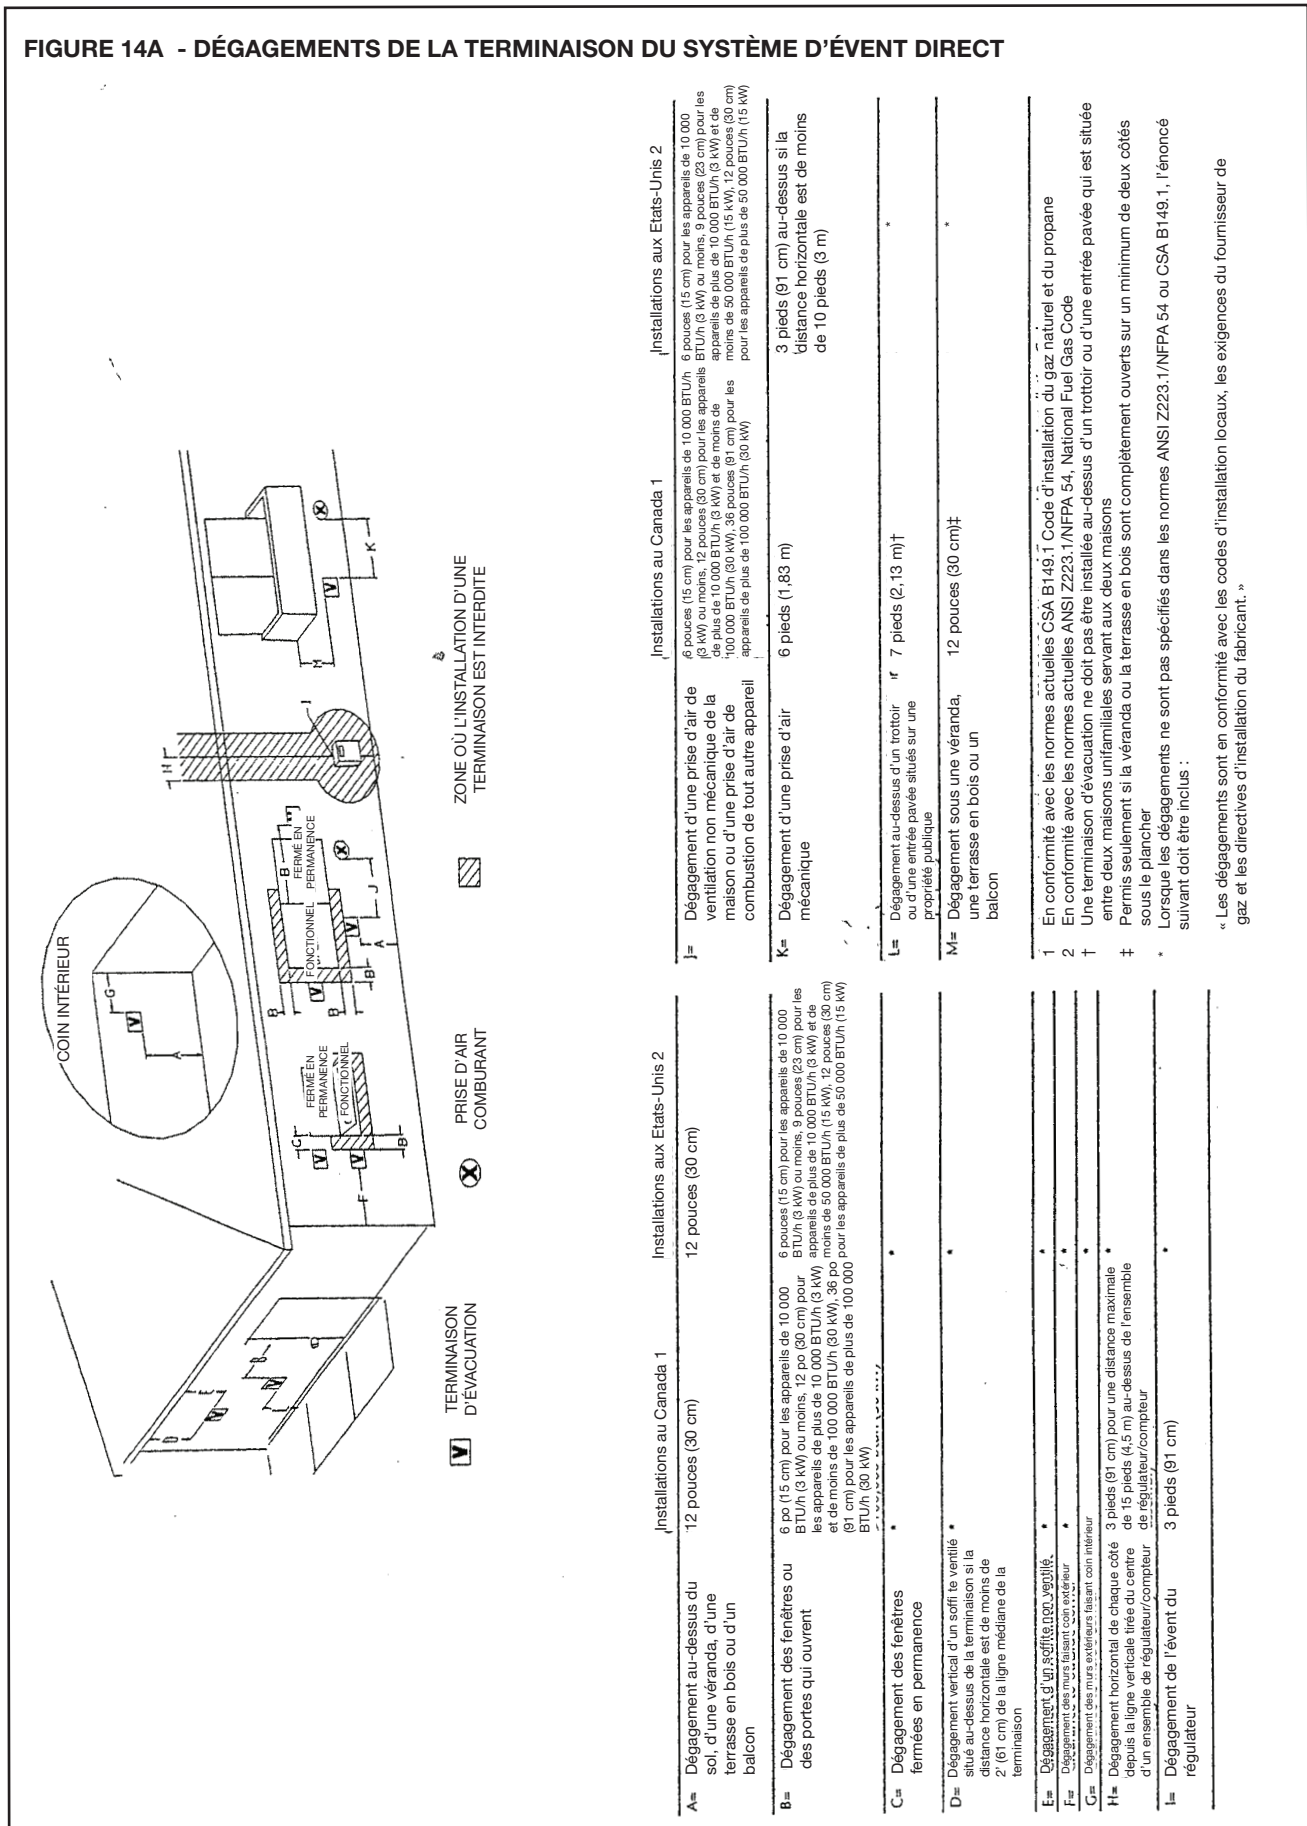 FIGURE 14A - DÉGAGEMENTS DE LA TERMINAISON DU SYSTÈME D'ÉVENT DIRECT
COIN INTÉRIEUR
G
V
A
D
E
V
B
V
L
F
V
V
C
B
FERMÉ EN
PERMANENCE
FONCTIONNEL
B
V
B
B
FONCTIONNEL
FERMÉ EN
PERMANENCE
B
V
A
J
X
H
I
M
V
K
X
V TERMINAISON
D'ÉVACUATION
X PRISE D'AIR
COMBURANT
ZONE OÙ L'INSTALLATION D'UNE
TERMINAISON EST INTERDITE
Installations au Canada 1
Installations aux Etats-Unis 2
A= Dégagement au-dessus du
sol, d'une véranda, d'une
terrasse en bois ou d'un
balcon
12 pouces (30 cm)
12 pouces (30 cm)
B= Dégagement des fenêtres ou
des portes qui ouvrent
6 po (15 cm) pour les appareils de 10 000
BTU/h (3 kW) ou moins, 12 po (30 cm) pour
les appareils de plus de 10 000 BTU/h (3 kW)
et de moins de 100 000 BTU/h (30 kW), 36 po
(91 cm) pour les appareils de plus de 100 000
BTU/h (30 kW)
6 pouces (15 cm) pour les appareils de 10 000
BTU/h (3 kW) ou moins, 9 pouces (23 cm) pour les
appareils de plus de 10 000 BTU/h (3 kW) et de
moins de 50 000 BTU/h (15 kW), 12 pouces (30 cm)
pour les appareils de plus de 50 000 BTU/h (15 kW)
C= Dégagement des fenêtres
fermées en permanence
*
*
D= Dégagement vertical d'un soffi te ventilé
situé au-dessus de la terminaison si la
distance horizontale est de moins de
2' (61 cm) de la ligne médiane de la
terminaison
*
*
E= Dégagement d'un soffite non ventilé
*
*
F= Dégagement des murs faisant coin extérieur
*
*
G= Dégagement des murs extérieurs faisant coin intérieur
*
H= Dégagement horizontal de chaque côté
depuis la ligne verticale tirée du centre
d'un ensemble de régulateur/compteur
3 pieds (91 cm) pour une distance maximale
de 15 pieds (4,5 m) au-dessus de l'ensemble
de régulateur/compteur
*
I= Dégagement de l'évent du
régulateur
3 pieds (91 cm)
*
Installations au Canada 1
Installations aux Etats-Unis 2
J= Dégagement d'une prise d'air de
ventilation non mécanique de la
maison ou d'une prise d'air de
combustion de tout autre appareil
6 pouces (15 cm) pour les appareils de 10 000 BTU/h
(3 kW) ou moins, 12 pouces (30 cm) pour les appareils
de plus de 10 000 BTU/h (3 kW) et de moins de
100 000 BTU/h (30 kW), 36 pouces (91 cm) pour les
appareils de plus de 100 000 BTU/h (30 kW)
6 pouces (15 cm) pour les appareils de 10 000
BTU/h (3 kW) ou moins, 9 pouces (23 cm) pour les
appareils de plus de 10 000 BTU/h (3 kW) et de
moins de 50 000 BTU/h (15 kW), 12 pouces (30 cm)
pour les appareils de plus de 50 000 BTU/h (15 kW)
K= Dégagement d'une prise d'air
mécanique
6 pieds (1,83 m)
3 pieds (91 cm) au-dessus si la
distance horizontale est de moins
de 10 pieds (3 m)
L= Dégagement au-dessus d'un trottoir
ou d'une entrée pavée situés sur une
propriété publique
7 pieds (2,13 m)†
*
M= Dégagement sous une véranda,
une terrasse en bois ou un
balcon
12 pouces (30 cm)‡
*
1 En conformité avec les normes actuelles CSA B149.1 Code d'installation du gaz naturel et du propane
2 En conformité avec les normes actuelles ANSI Z223.1/NFPA 54, National Fuel Gas Code
† Une terminaison d'évacuation ne doit pas être installée au-dessus d'un trottoir ou d'une entrée pavée qui est située
entre deux maisons unifamiliales servant aux deux maisons
‡ Permis seulement si la véranda ou la terrasse en bois sont complètement ouverts sur un minimum de deux côtés
sous le plancher
* Lorsque les dégagements ne sont pas spécifiés dans les normes ANSI Z223.1/NFPA 54 ou CSA B149.1, l'énoncé
suivant doit être inclus :
« Les dégagements sont en conformité avec les codes d'installation locaux, les exigences du fournisseur de
gaz et les directives d'installation du fabricant. »